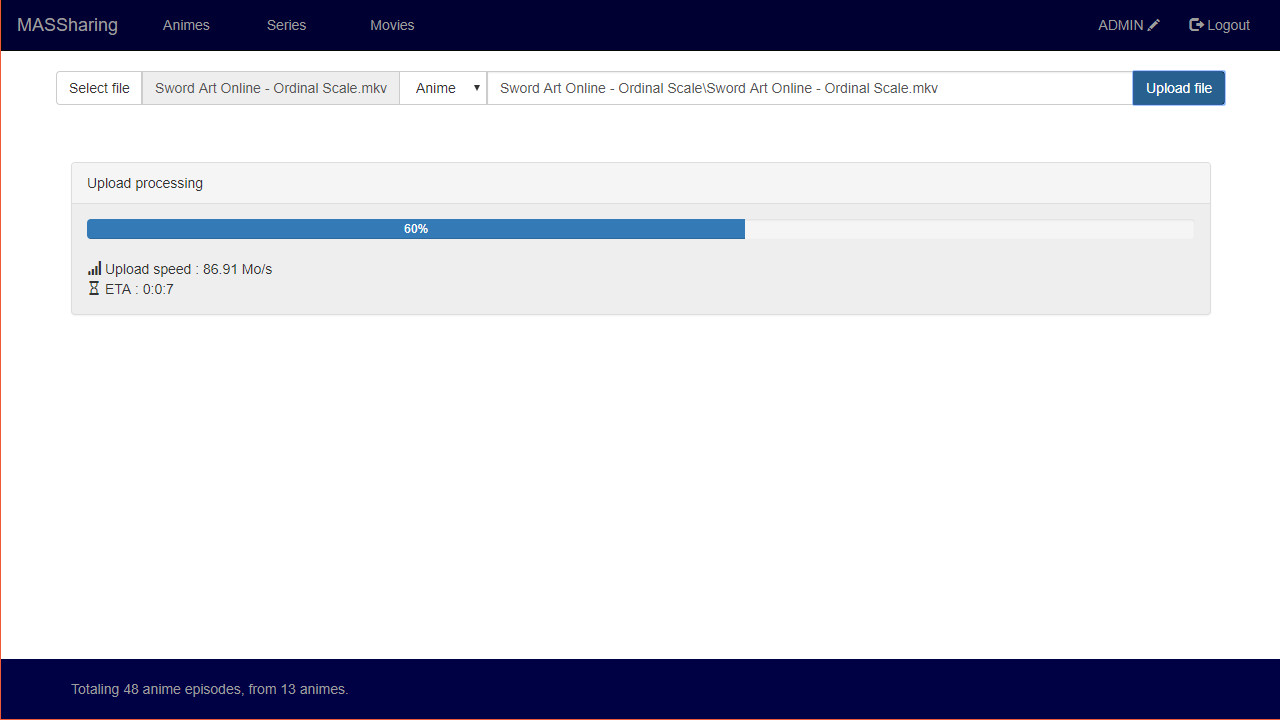 MASSharing Animes Series Movies ADMIN Logout
Select file Sword Art Online - Ordinal Scale.mkv Anime Sword Art Online - Ordinal Scale\Sword Art Online - Ordinal Scale.mkv Upload file
Upload processing
60%
Upload speed : 86.91 Mo/s
ETA : 0:0:7
Totaling 48 anime episodes, from 13 animes.